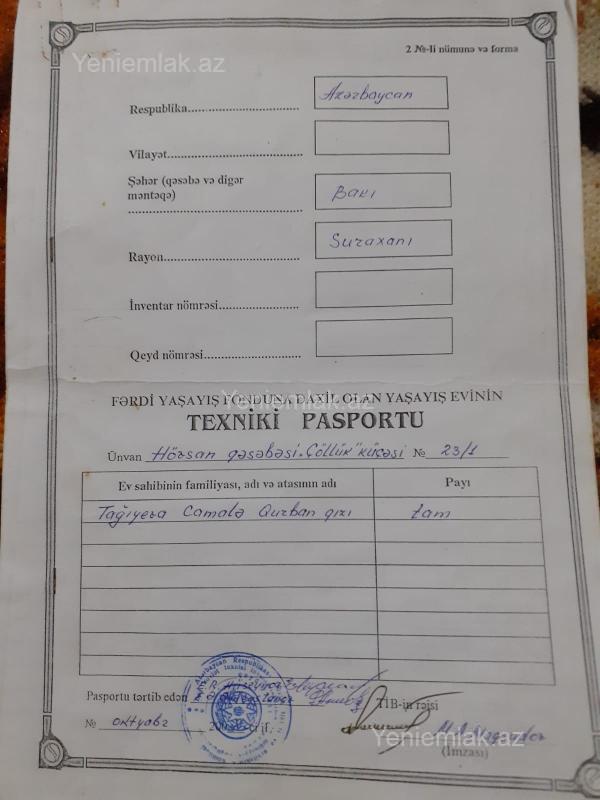 Yeniemlak.az
2 №-li nümunə və forma
Respublika
Azərbaycan
Vilayət
Şəhər (qəsəbə və digər
məntəqə)
Bakı
Rayon
Suraxanı
İnventar nömrəsi
Qeyd nömrəsi
Yeniemlak.az
FƏRDİ YAŞAYIŞ FONDUNA DAXİL OLAN YAŞAYIŞ EVİNİN
TEXNİKİ PASPORTU
Ünvan Hövsan qəsəbəsi "Çöllük" küçəsi № 23/1
Ev sahibinin familiyası, adı və atasının adı Payı
Tağıyeva Camalə Qurban qızı tam
Pasportu tərtib edən
TİB-in rəisi
№ oktyabr
(İmzası)
Yeniemlak.az